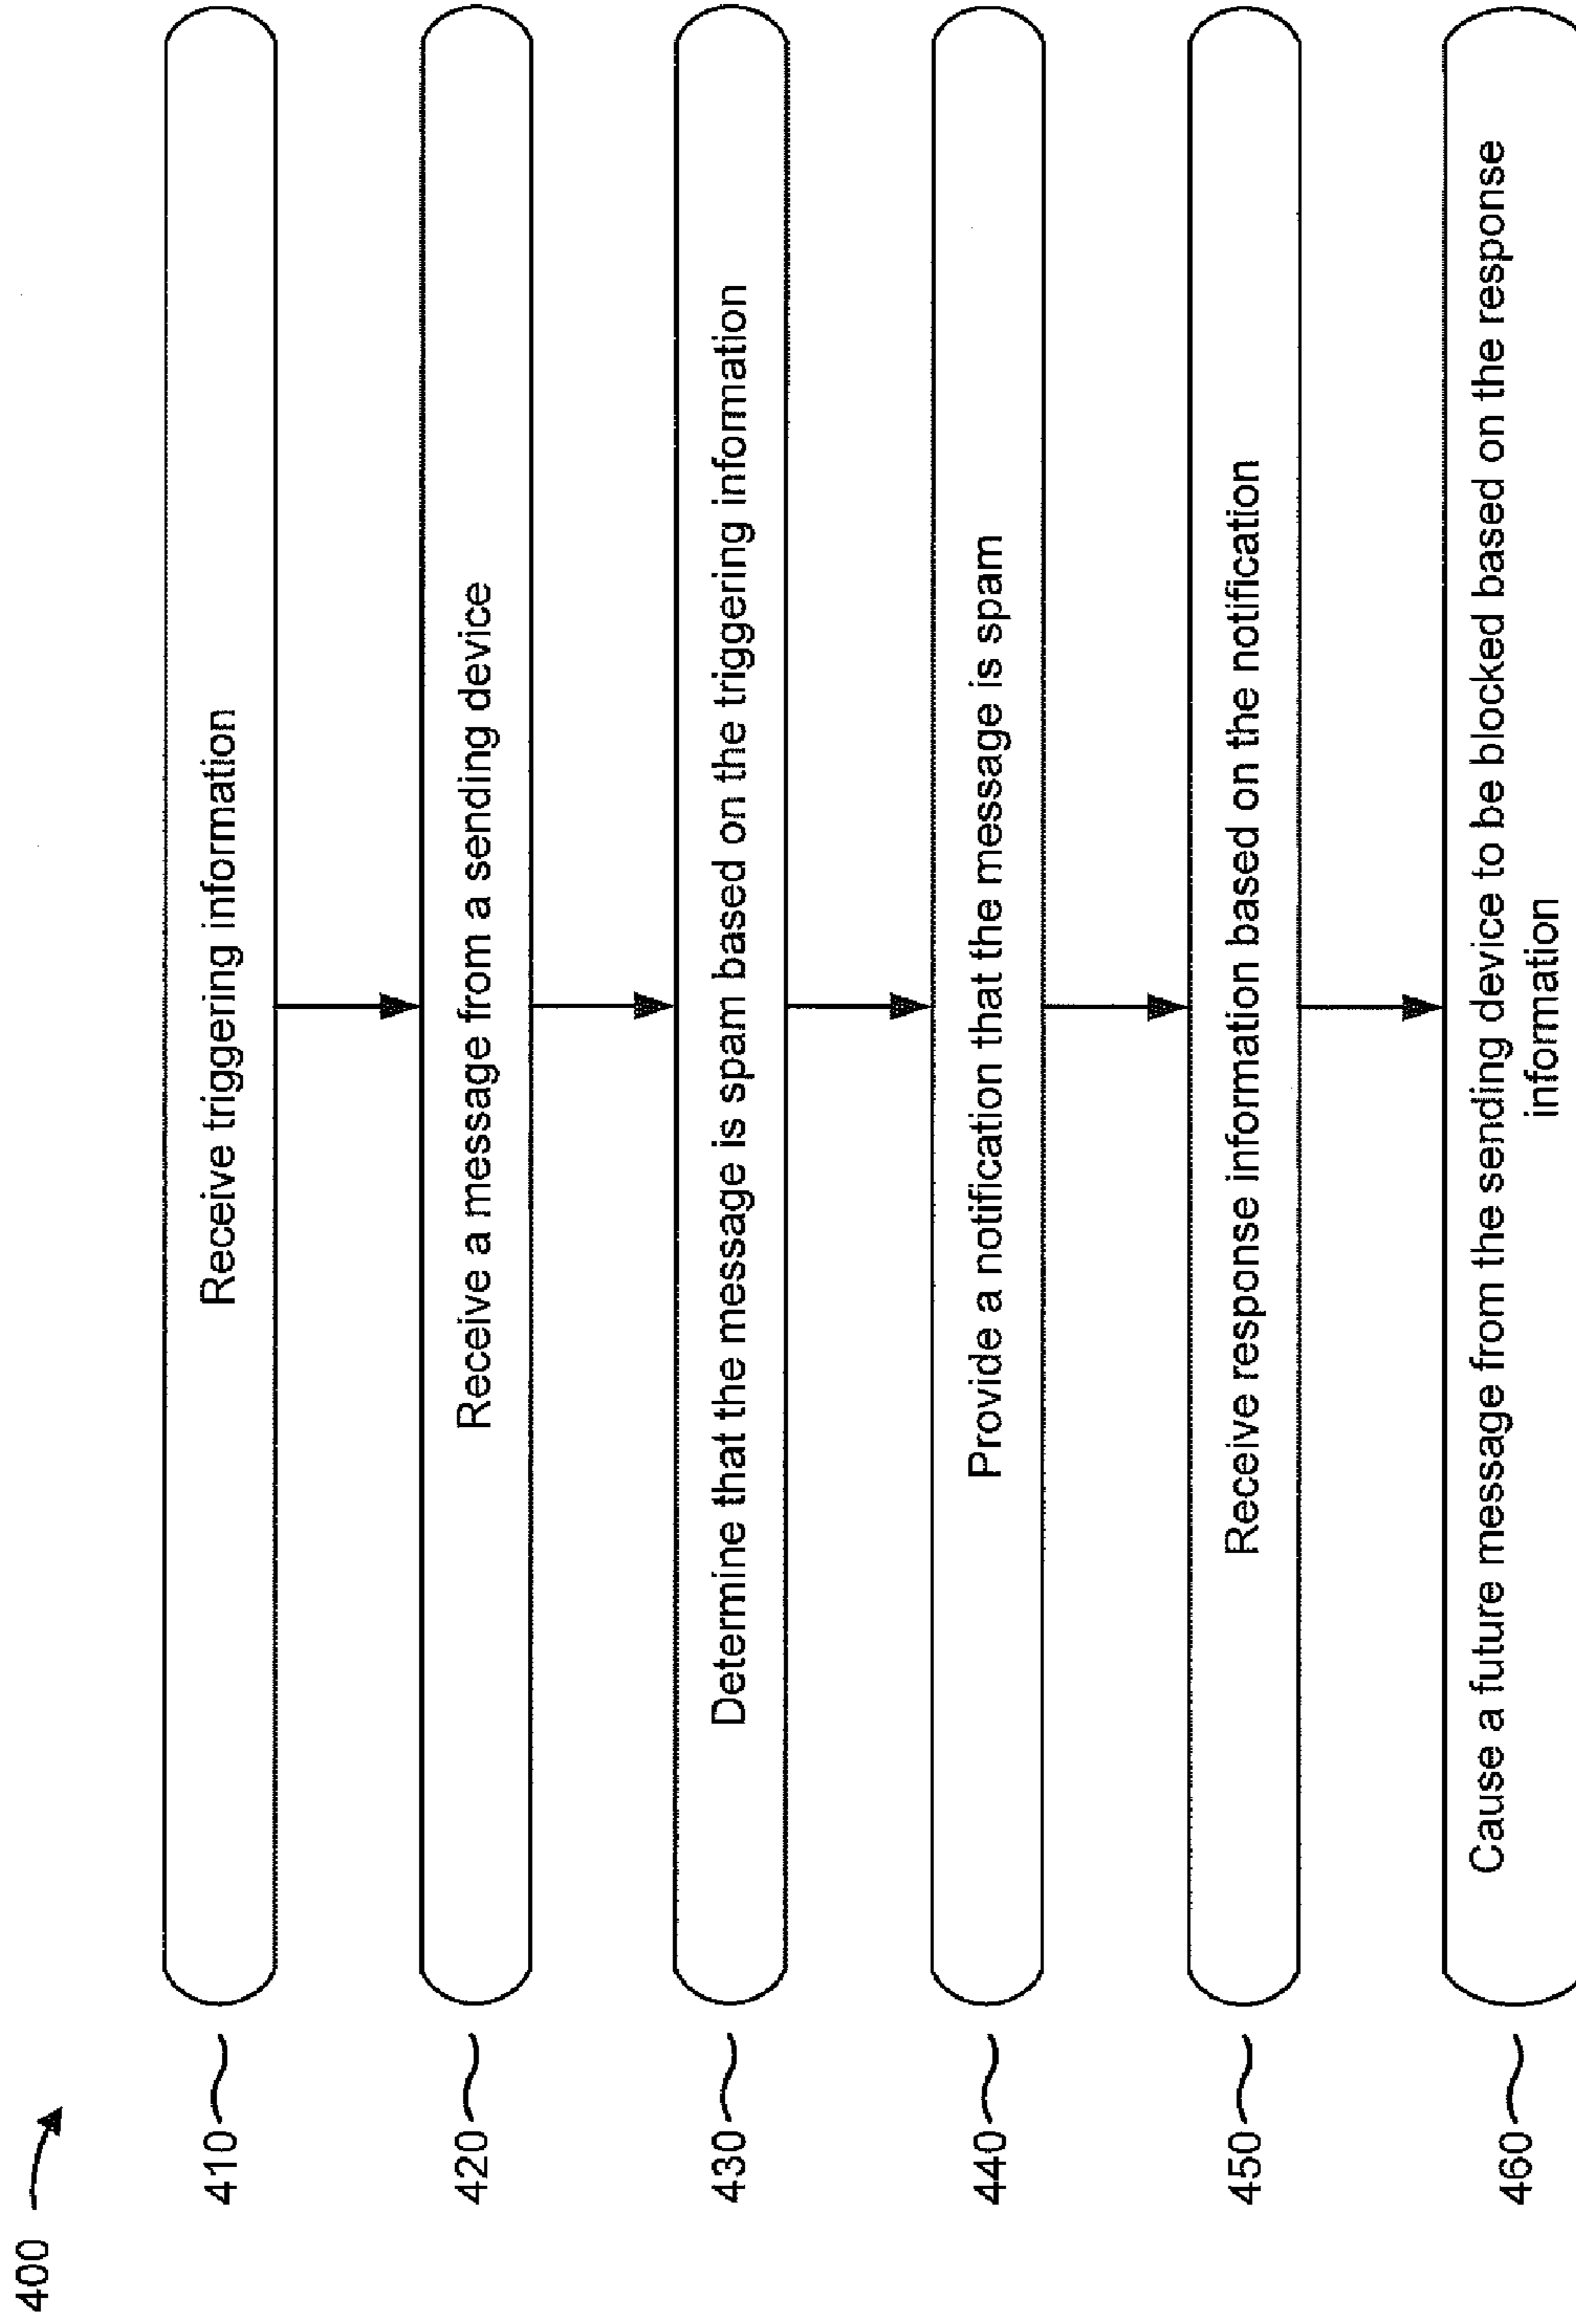 400
410
Receive triggering information
420
Receive a message from a sending device
430
Determine that the message is spam based on the triggering information
440
Provide a notification that the message is spam
450
Receive response information based on the notification
460
Cause a future message from the sending device to be blocked based on the response
information